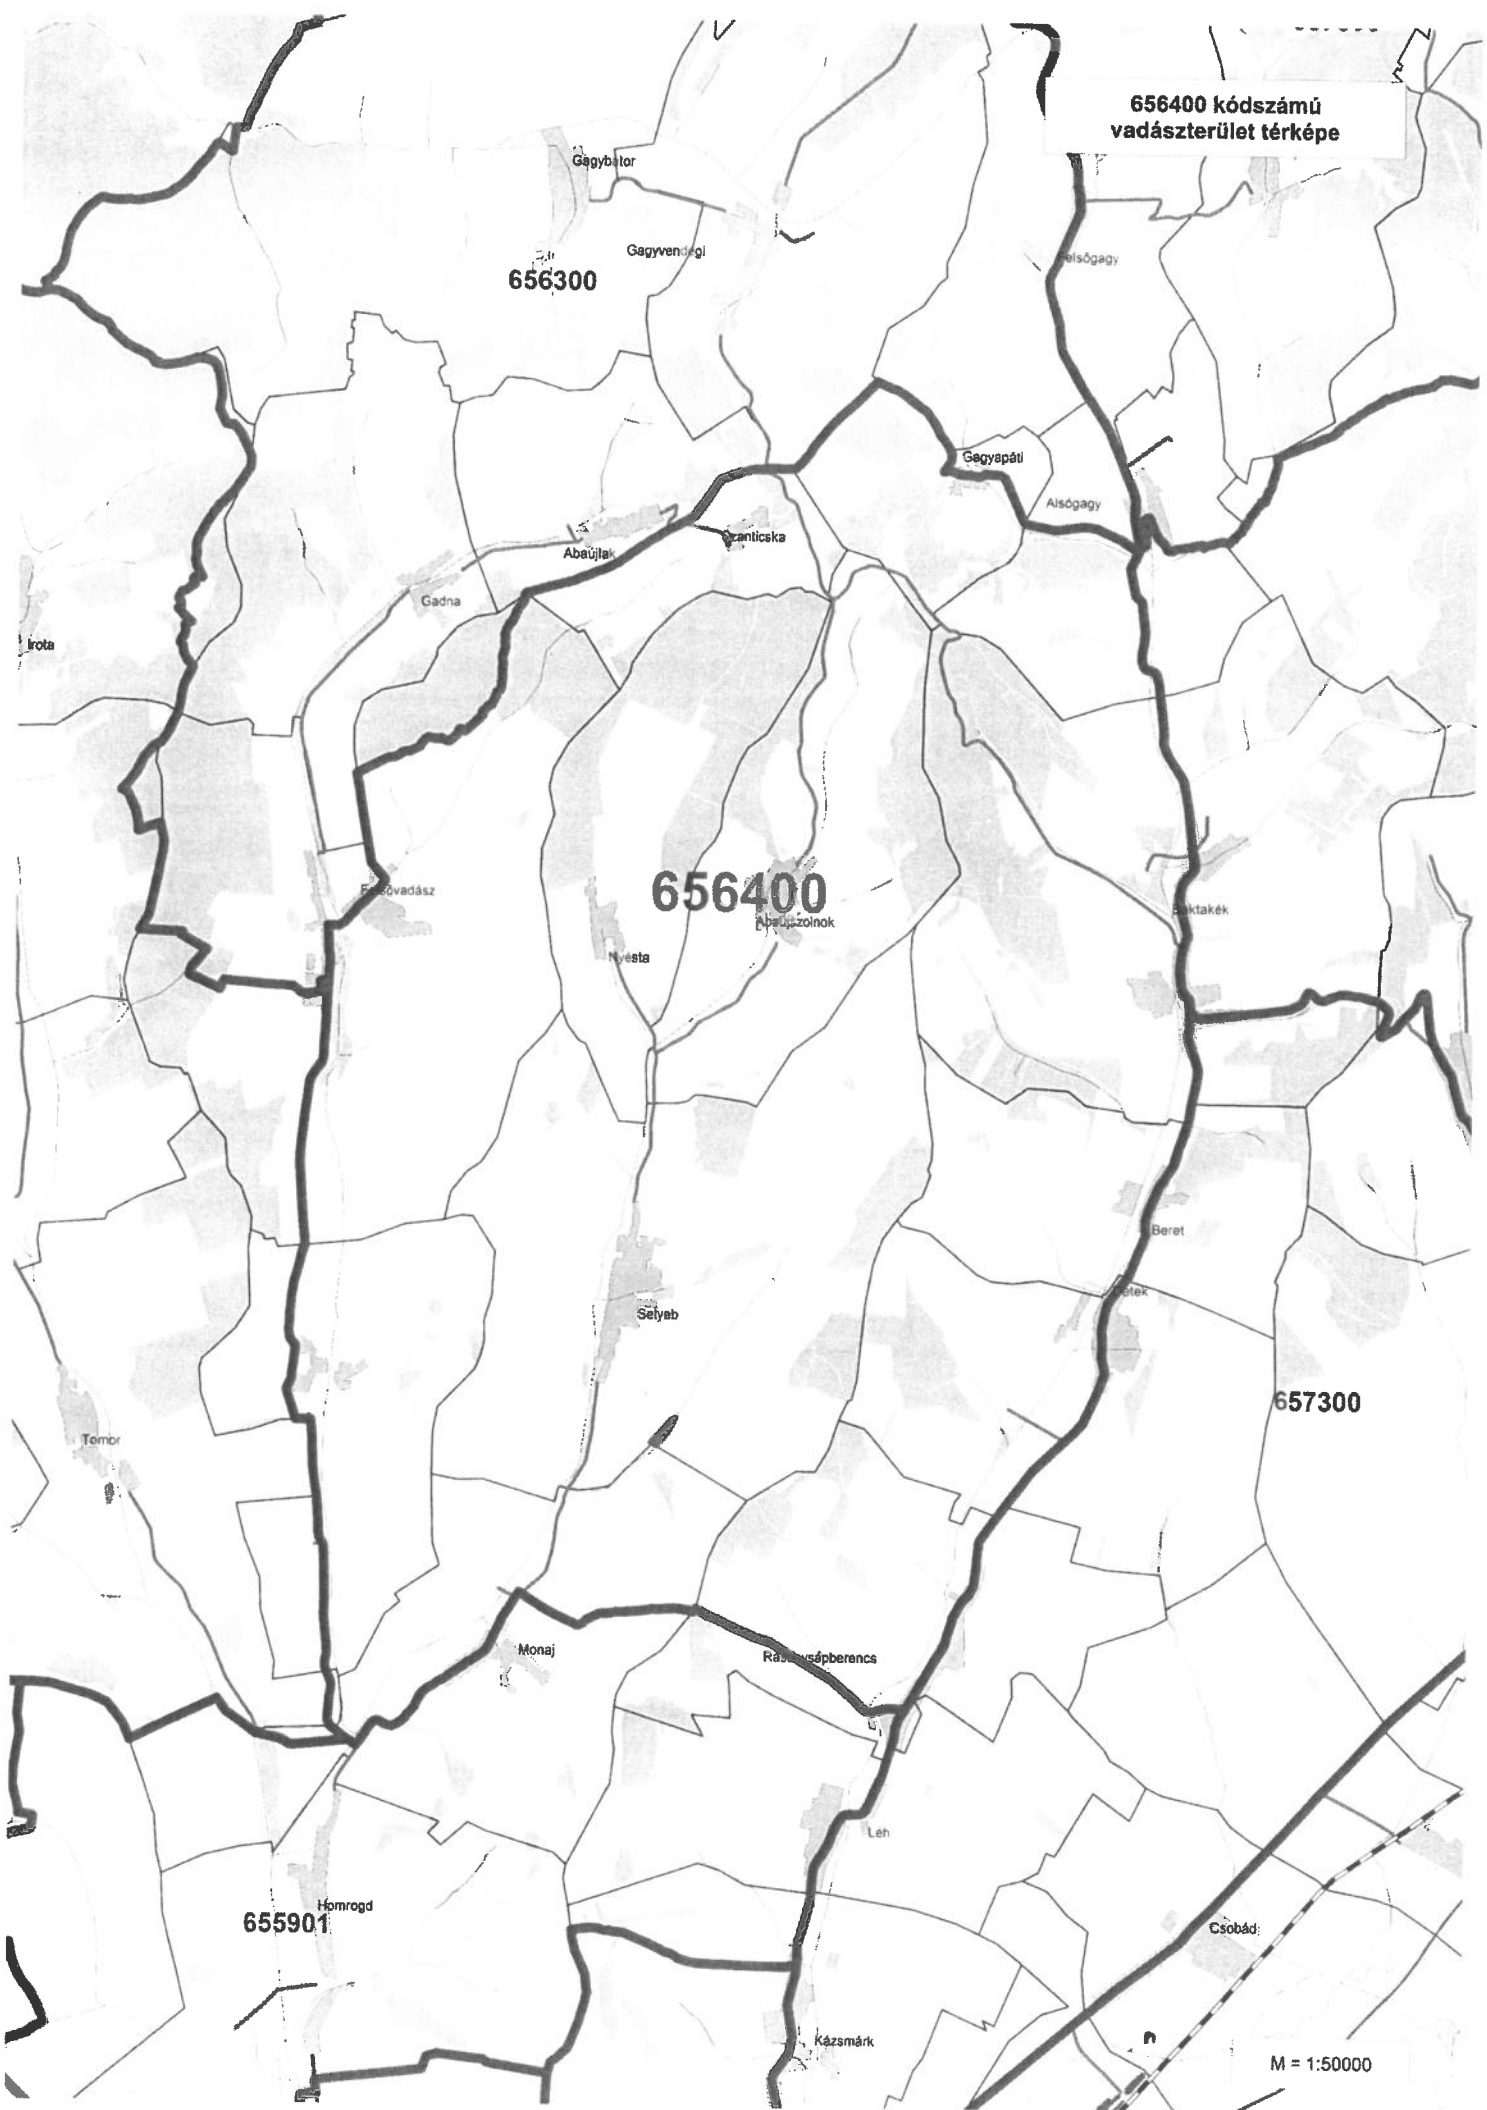 656400 kódszámú
vadászterület térképe
Gagybátor
Gagyvendégi
656300
Felsőgagy
Gagyapáti
Alsógagy
Szanticska
Abaújlak
Gadna
Irota
Felsővadász
656400
Abaújszolnok
Baktakék
Nyésta
Beret
Detek
Selyeb
657300
Tomor
Monaj
Rásonysápberencs
Léh
Homrogd
655901
Csobád
Kázsmárk
M = 1:50000